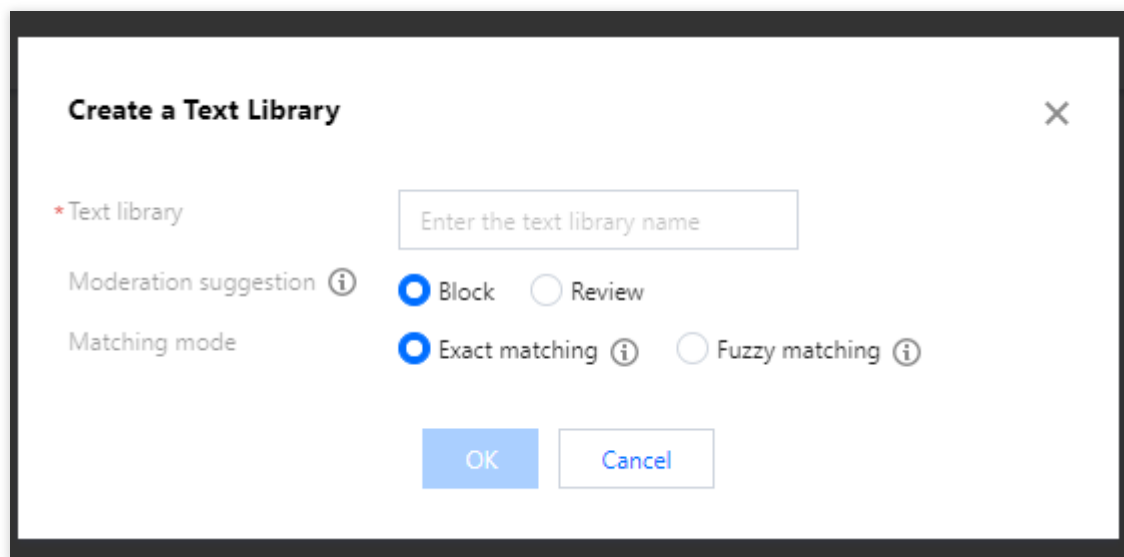 Create a Text Library
* Text library
Enter the text library name
Moderation suggestion
Block Review
Matching mode
Exact matching Fuzzy matching
OK Cancel